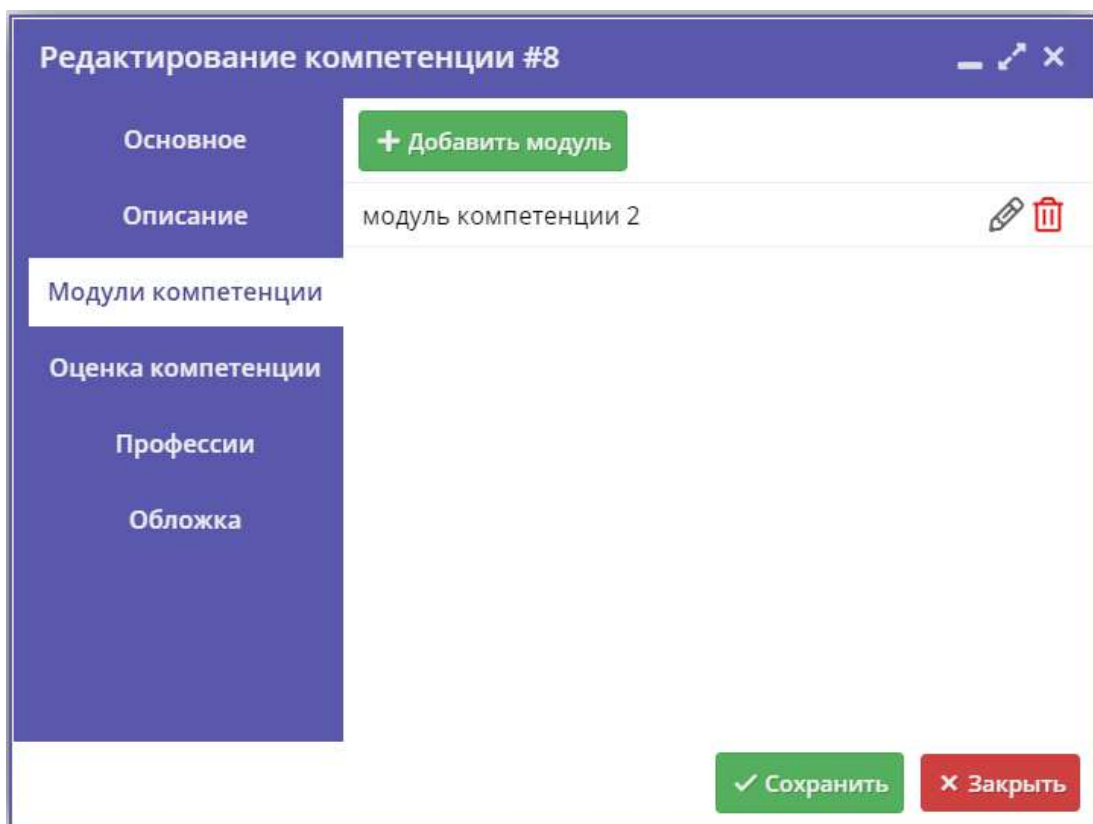 Редактирование компетенции #8
Основное
Добавить модуль
Описание
модуль компетенции 2
Модули компетенции
Оценка компетенции
Профессии
Обложка
Сохранить
Закрыть